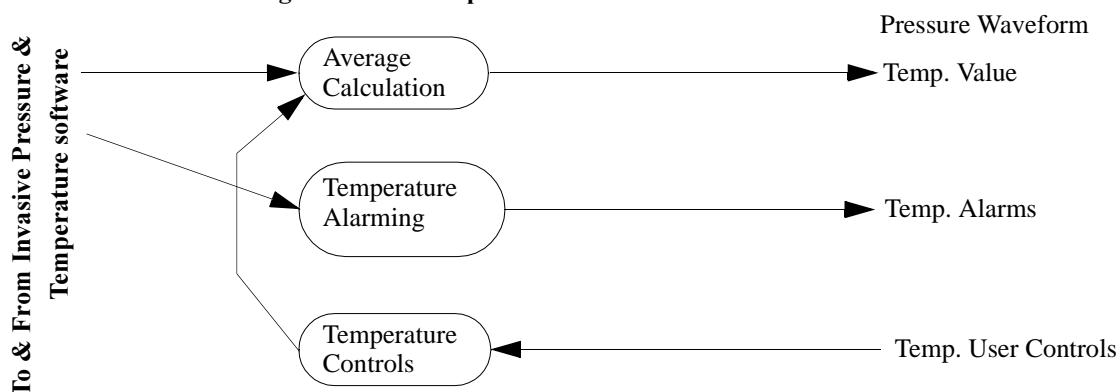 Pressure Waveform
To & From Invasive Pressure &
Temperature software
Average
Calculation
Temp. Value
Temperature
Alarming
Temp. Alarms
Temperature
Controls
Temp. User Controls